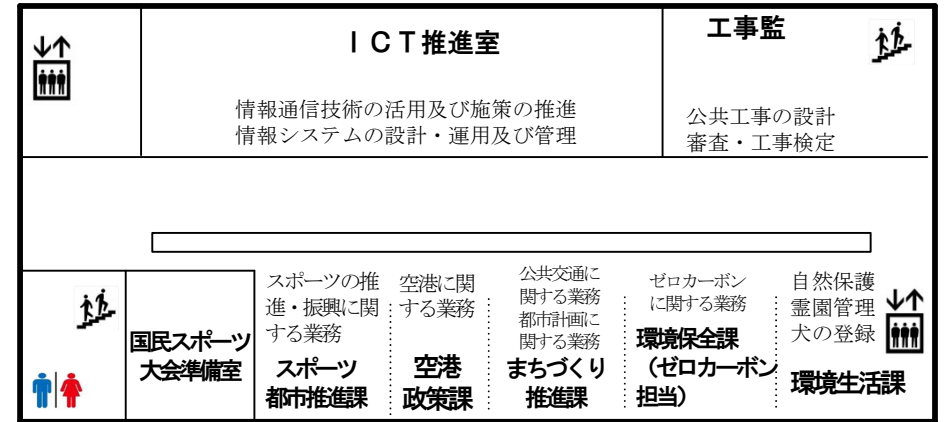 ＩＣＴ推進室
情報通信技術の活用及び施策の推進
情報システムの設計・運用及び管理
工事監
公共工事の設計
審査・工事検定
国民スポーツ
大会準備室
スポーツの推
進・振興に関
する業務
スポーツ
都市推進課
空港に関
する業務
空港
政策課
公共交通に
関する業務
都市計画に
関する業務
まちづくり
推進課
ゼロカーボン
に関する業務
環境保全課
（ゼロカーボン
担当）
自然保護
霊園管理
犬の登録
環境生活課